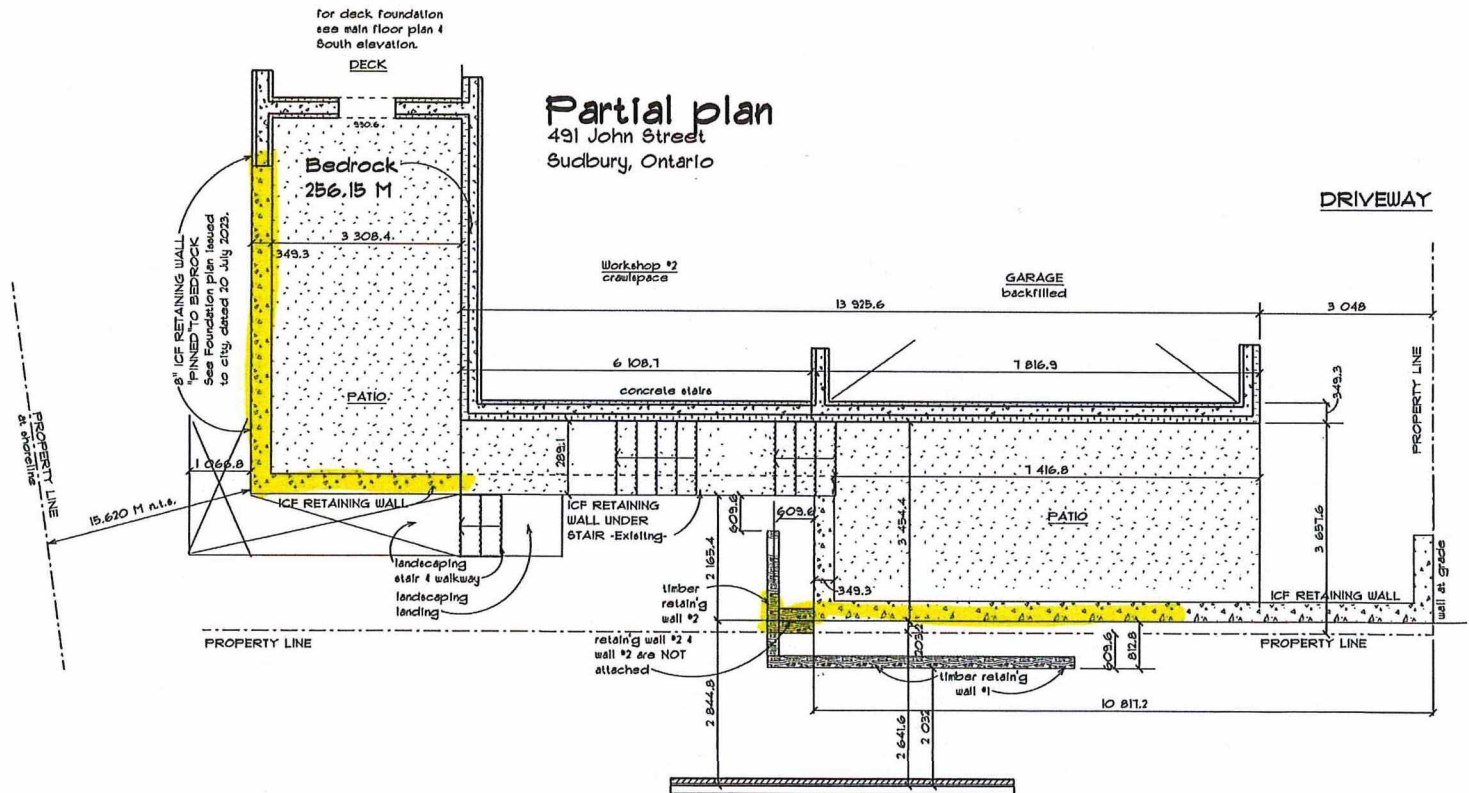 for deck foundation
see main floor plan &
South elevation.
DECK
Partial plan
491 John Street
Sudbury, Ontario
930.6
Bedrock
256.15 M
DRIVEWAY
8" ICF RETAINING WALL
"PINNED" TO BEDROCK
See Foundation plan issued
to city, dated 20 July 2023.
3 308.4
349.3
Workshop #2
crawlspace
GARAGE
backfilled
13 925.6
3 048
6 108.7
7 816.9
concrete stairs
349.3
PROPERTY LINE
PATIO
PROPERTY LINE
at shoreline
1 066.8
289.1
7 416.8
15.620 M n.t.s.
ICF RETAINING WALL
ICF RETAINING
WALL UNDER
STAIR -Existing-
609.6
609.6
3 454.4
PATIO
3 657.6
2 165.4
landscaping
stair & walkway
landscaping
landing
timber
retain'g
wall #2
349.3
ICF RETAINING WALL
wall at grade
PROPERTY LINE
retain'g wall #2 &
wall #2 are NOT
attached
203.2
609.6
812.8
PROPERTY LINE
timber retain'g
wall #1
2 844.8
2 641.6
2 032
10 817.2